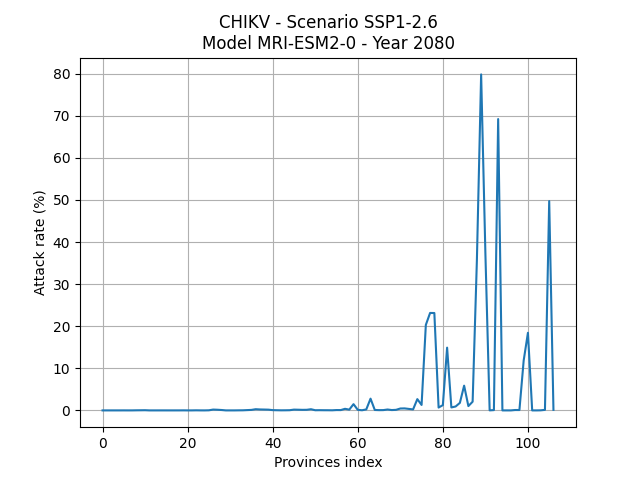 CHIKV - Scenario SSP1-2.6
Model MRI-ESM2-0 - Year 2080
80
70
60
50
40
30
20
10
0
Attack rate (%)
0 20 40 60 80 100
Provinces index